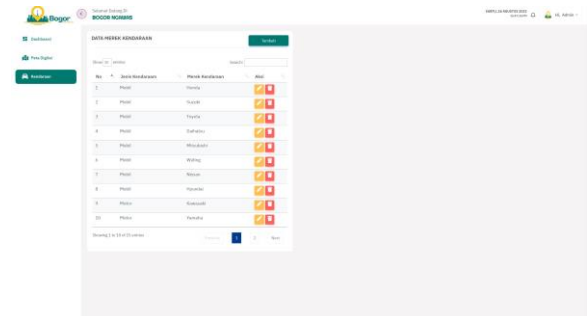 Bogor
Selamat Datang Di
BOGOR NGAWAS
Hi, Admin
Dashboard
Peta Digital
Kendaraan
DATA MEREK KENDARAAN
Tambah
Show 10 entries
Search:
No Jenis Kendaraan Merek Kendaraan Aksi
1 Mobil Honda
2 Mobil Suzuki
3 Mobil Toyota
4 Mobil Daihatsu
5 Mobil Mitsubishi
6 Mobil Wuling
7 Mobil Nissan
8 Mobil Hyundai
9 Motor Kawasaki
10 Motor Yamaha
Showing 1 to 10 of 15 entries
Previous 1 2 Next